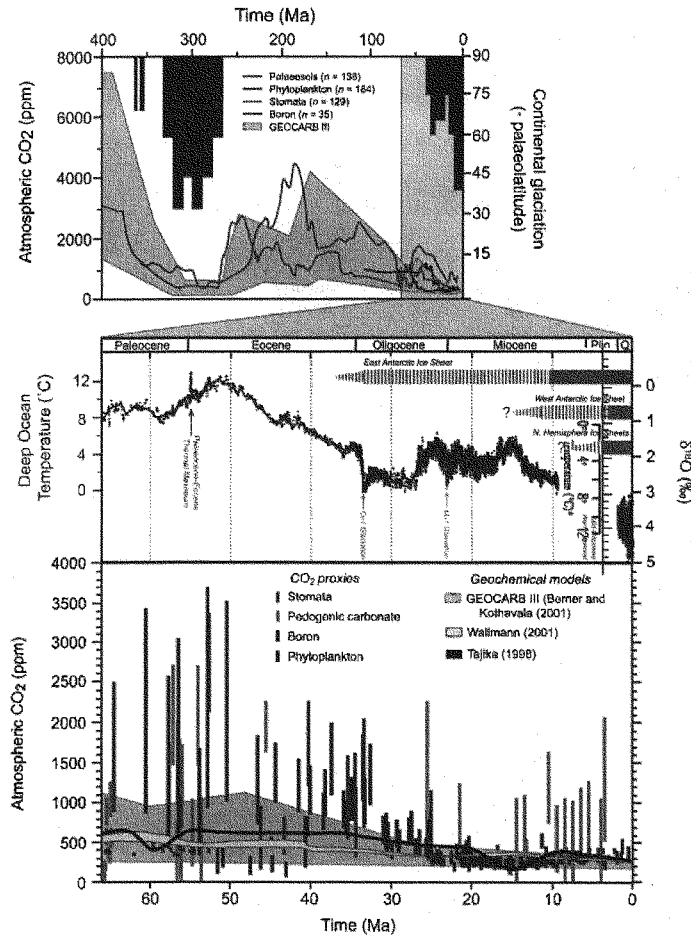 Time (Ma)
400 300 200 100 0
8000
6000
4000
2000
0
Atmospheric CO2 (ppm)
90
75
60
45
30
15
Continental glaciation
(° palaeolatitude)
Palaeosols (n = 138)
Phytoplankton (n = 184)
Stomata (n = 129)
Boron (n = 35)
GEOCARB III
Paleocene Eocene Oligocene Miocene Plio Q
East Antarctic Ice Sheet
West Antarctic Ice Sheet
?
N. Hemisphere Ice Sheets
Deep Ocean
Temperature (°C)
12
8
4
0
Paleocene-Eocene
Thermal Maximum
Oi-1 Glaciation
Mi-1 Glaciation
Temperature (°C)*
0°
4°
8°
12°
δ18O (‰)
0
1
2
3
4
5
Atmospheric CO2 (ppm)
4000
3500
3000
2500
2000
1500
1000
500
0
CO2 proxies
Stomata
Pedogenic carbonate
Boron
Phytoplankton
Geochemical models
GEOCARB III (Berner and
Kothavala (2001)
Wallmann (2001)
Tajika (1998)
60 50 40 30 20 10 0
Time (Ma)